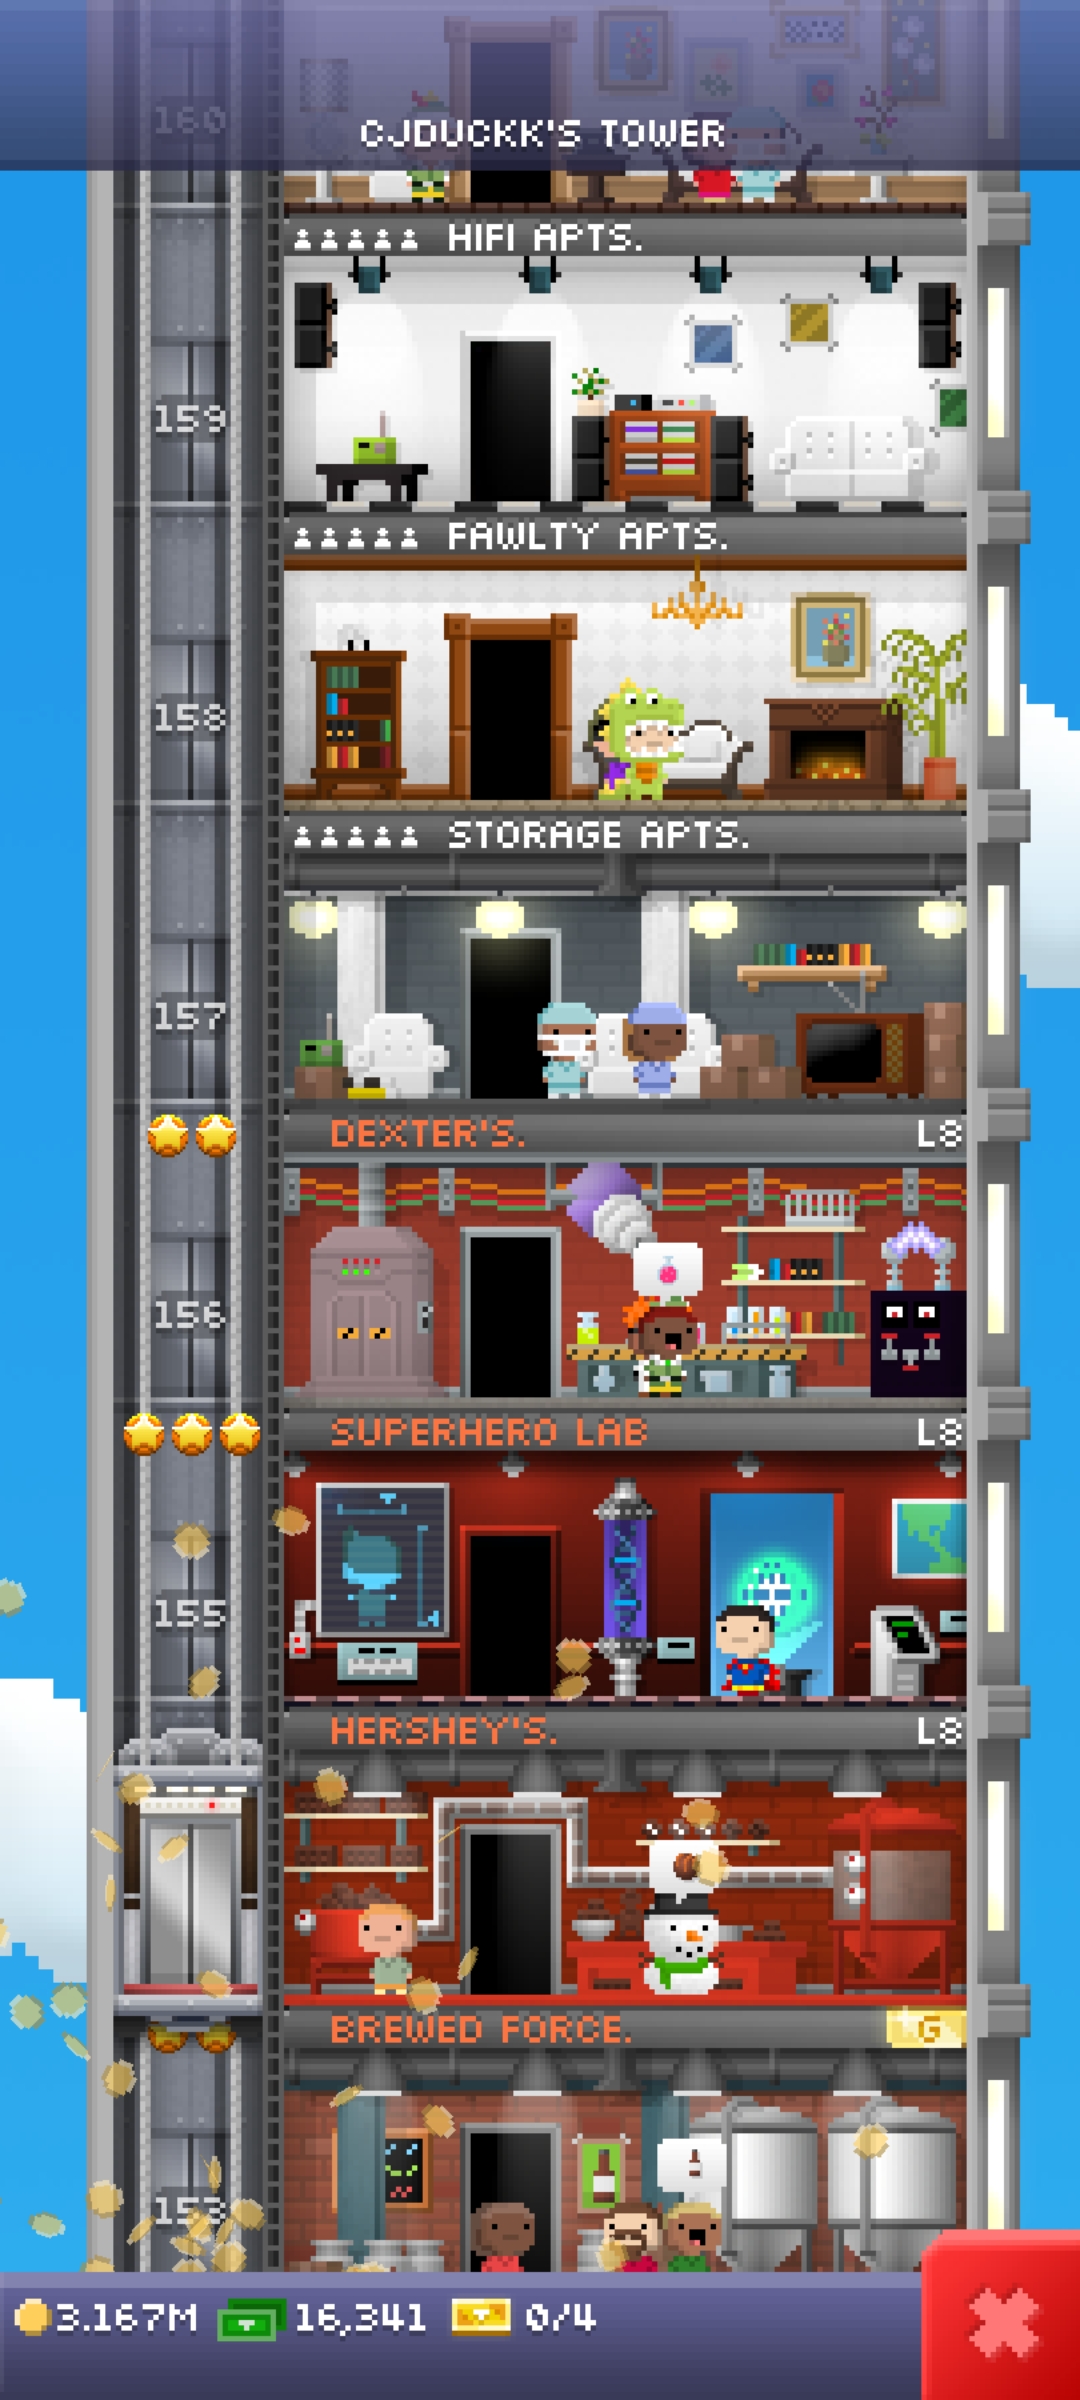 160
CJDUCKK'S TOWER
HIFI APTS.
159
FAWLTY APTS.
158
STORAGE APTS.
157
DEXTER'S. L8
156
SUPERHERO LAB L8
155
HERSHEY'S. L8
BREWED FORCE. G
153
3.167M 16,341 0/4